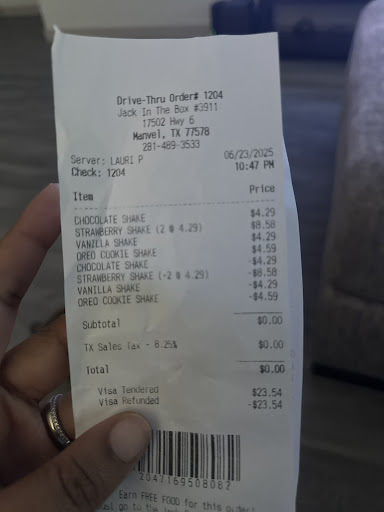 Drive-Thru Order# 1204
Jack In The Box #3911
17502 Hwy 6
Manvel, TX 77578
281-489-3533
Server: LAURI P 06/23/2025
Check: 1204 10:47 PM
Item Price
CHOCOLATE SHAKE $4.29
STRAWBERRY SHAKE (2 @ 4.29) $8.58
VANILLA SHAKE $4.29
OREO COOKIE SHAKE $4.59
CHOCOLATE SHAKE -$4.29
STRAWBERRY SHAKE (-2 @ 4.29) -$8.58
VANILLA SHAKE -$4.29
OREO COOKIE SHAKE -$4.59
Subtotal $0.00
TX Sales Tax - 8.25% $0.00
Total $0.00
Visa Tendered $23.54
Visa Refunded -$23.54
2047169508082
Earn FREE FOOD for this order!
go to the